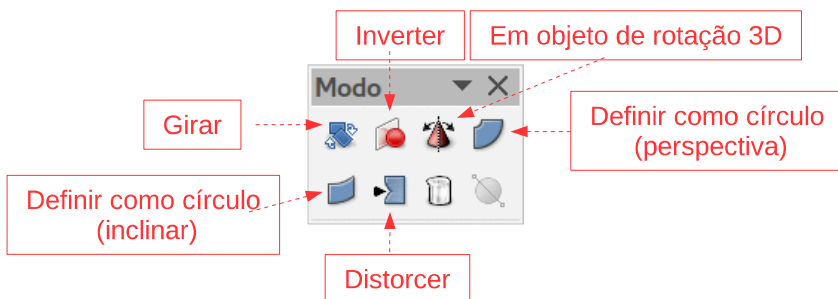 Inverter
Em objeto de rotação 3D
Modo
Girar
Definir como círculo
(perspectiva)
Definir como círculo
(inclinar)
Distorcer